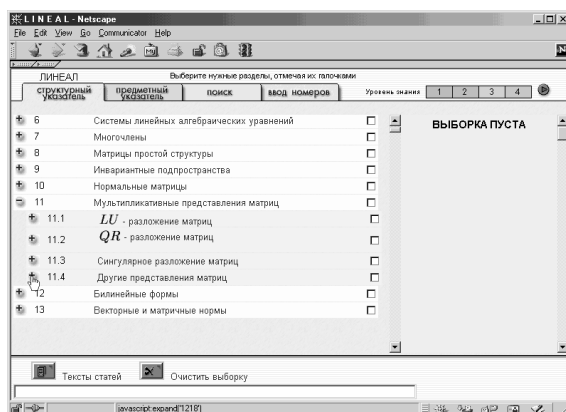 LINEAL - Netscape
File Edit View Go Communicator Help
ЛИНЕАЛ
Выберите нужные разделы, отмечая их галочками
структурный указатель
предметный указатель
поиск
ввод номеров
Уровень знания 1 2 3 4
6 Системы линейных алгебраических уравнений
7 Многочлены
8 Матрицы простой структуры
9 Инвариантные подпространства
10 Нормальные матрицы
11 Мультипликативные представления матриц
11.1 LU - разложение матриц
11.2 QR - разложение матриц
11.3 Сингулярное разложение матриц
11.4 Другие представления матриц
12 Билинейные формы
13 Векторные и матричные нормы
ВЫБОРКА ПУСТА
Тексты статей
Очистить выборку
javascript:expand("1218")